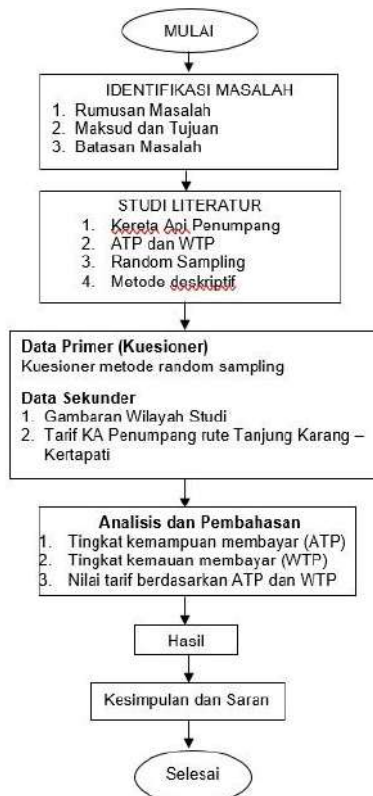 MULAI
IDENTIFIKASI MASALAH
1. Rumusan Masalah
2. Maksud dan Tujuan
3. Batasan Masalah
STUDI LITERATUR
1. Kereta Api Penumpang
2. ATP dan WTP
3. Random Sampling
4. Metode deskriptif
Data Primer (Kuesioner)
Kuesioner metode random sampling
Data Sekunder
1. Gambaran Wilayah Studi
2. Tarif KA Penumpang rute Tanjung Karang –
Kertapati
Analisis dan Pembahasan
1. Tingkat kemampuan membayar (ATP)
2. Tingkat kemauan membayar (WTP)
3. Nilai tarif berdasarkan ATP dan WTP
Hasil
Kesimpulan dan Saran
Selesai